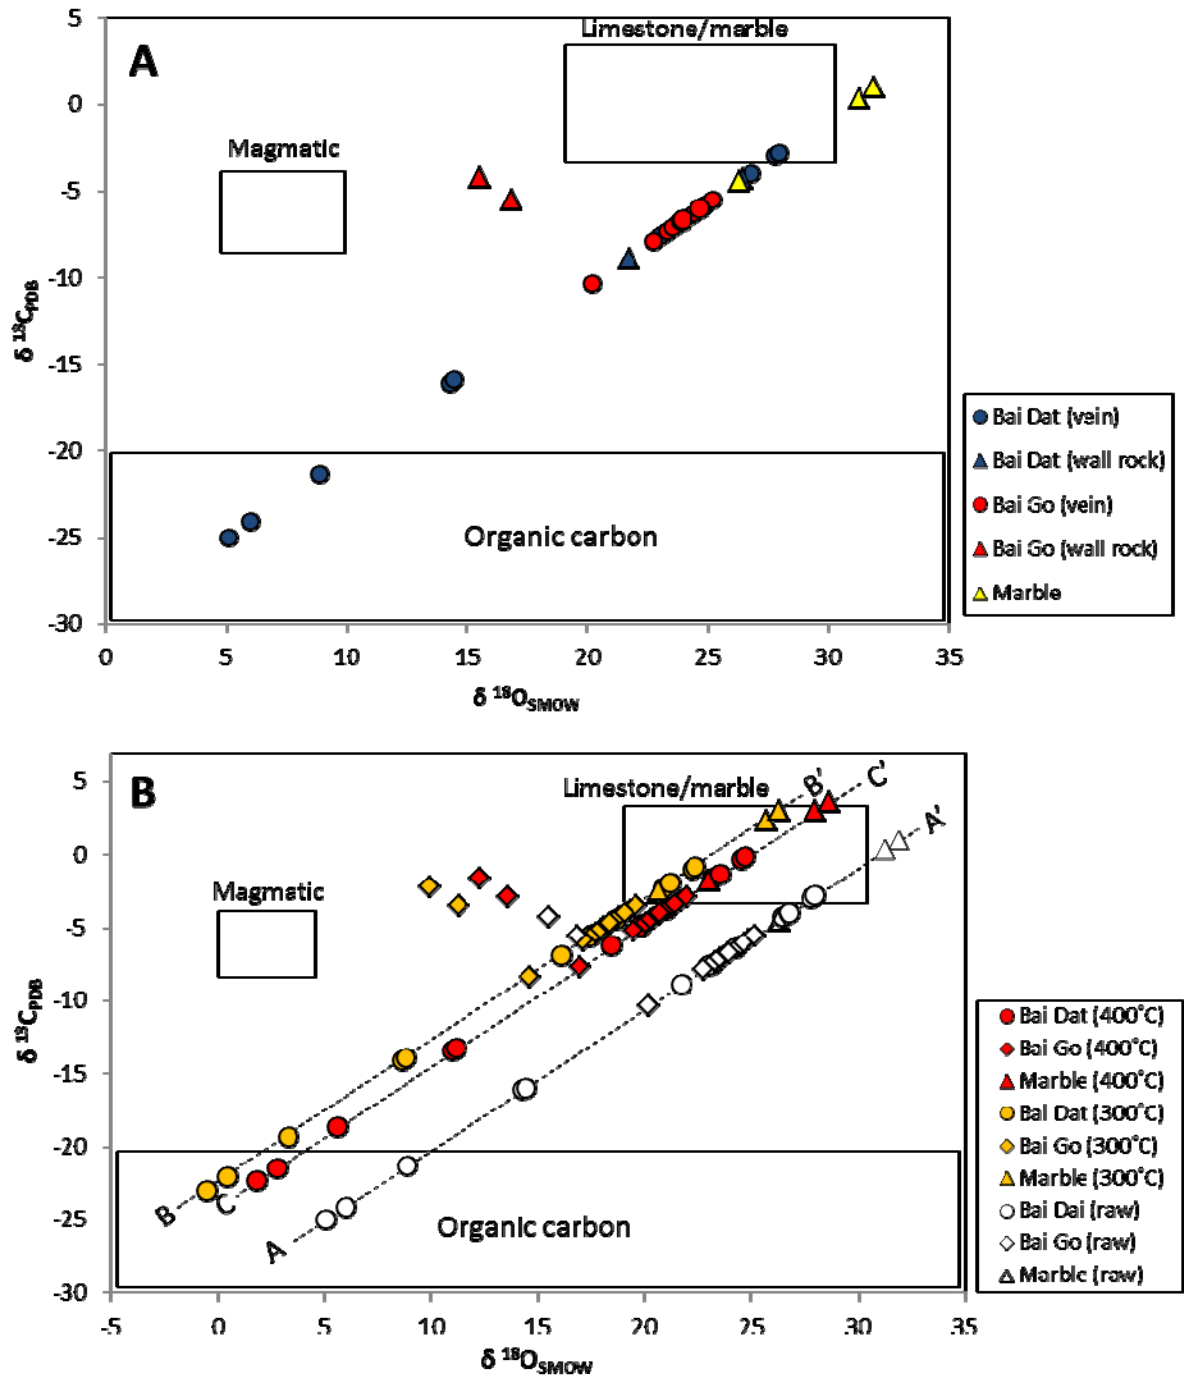 A
Limestone/marble
Magmatic
Organic carbon
5
0
-5
-10
-15
-20
-25
-30
δ ¹³C_PDB
0 5 10 15 20 25 30 35
δ ¹⁸O_SMOW
Bai Dat (vein)
Bai Dat (wall rock)
Bai Go (vein)
Bai Go (wall rock)
Marble
B
Limestone/marble
B'
C'
A'
Magmatic
B
C
A
Organic carbon
5
0
-5
-10
-15
-20
-25
-30
δ ¹³C_PDB
-5 0 5 10 15 20 25 30 35
δ ¹⁸O_SMOW
Bai Dat (400°C)
Bai Go (400°C)
Marble (400°C)
Bai Dat (300°C)
Bai Go (300°C)
Marble (300°C)
Bai Dai (raw)
Bai Go (raw)
Marble (raw)